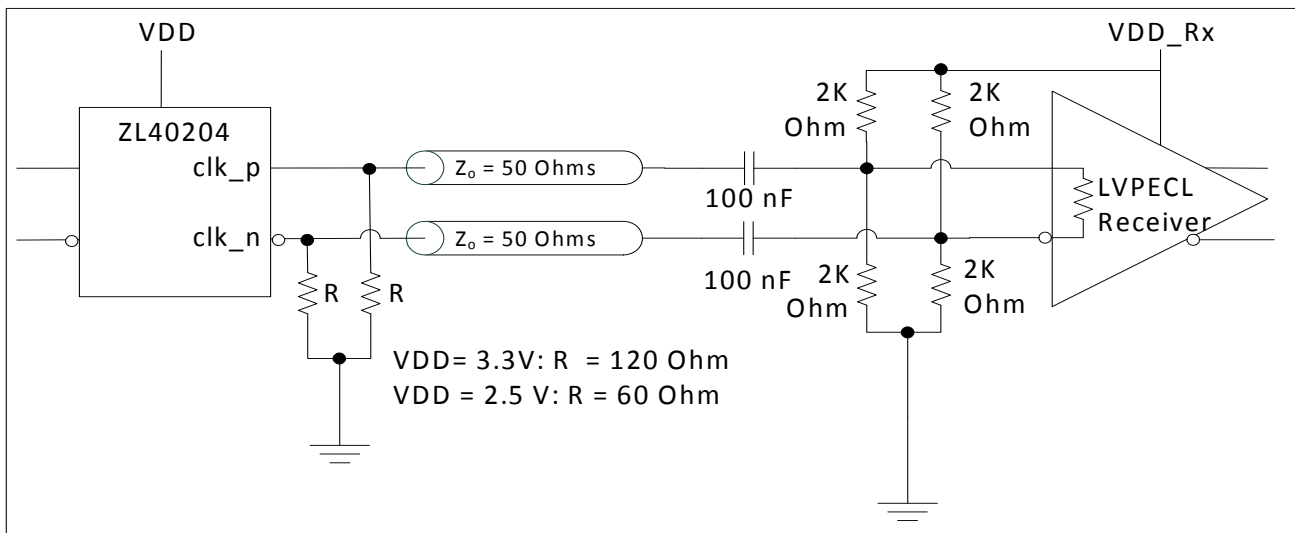 VDD
VDD_Rx
2K
Ohm
2K
Ohm
ZL40204
clk_p
Zₒ = 50 Ohms
100 nF
LVPECL
Receiver
clk_n
Zₒ = 50 Ohms
100 nF
2K
Ohm
2K
Ohm
R
R
VDD= 3.3V: R = 120 Ohm
VDD = 2.5 V: R = 60 Ohm